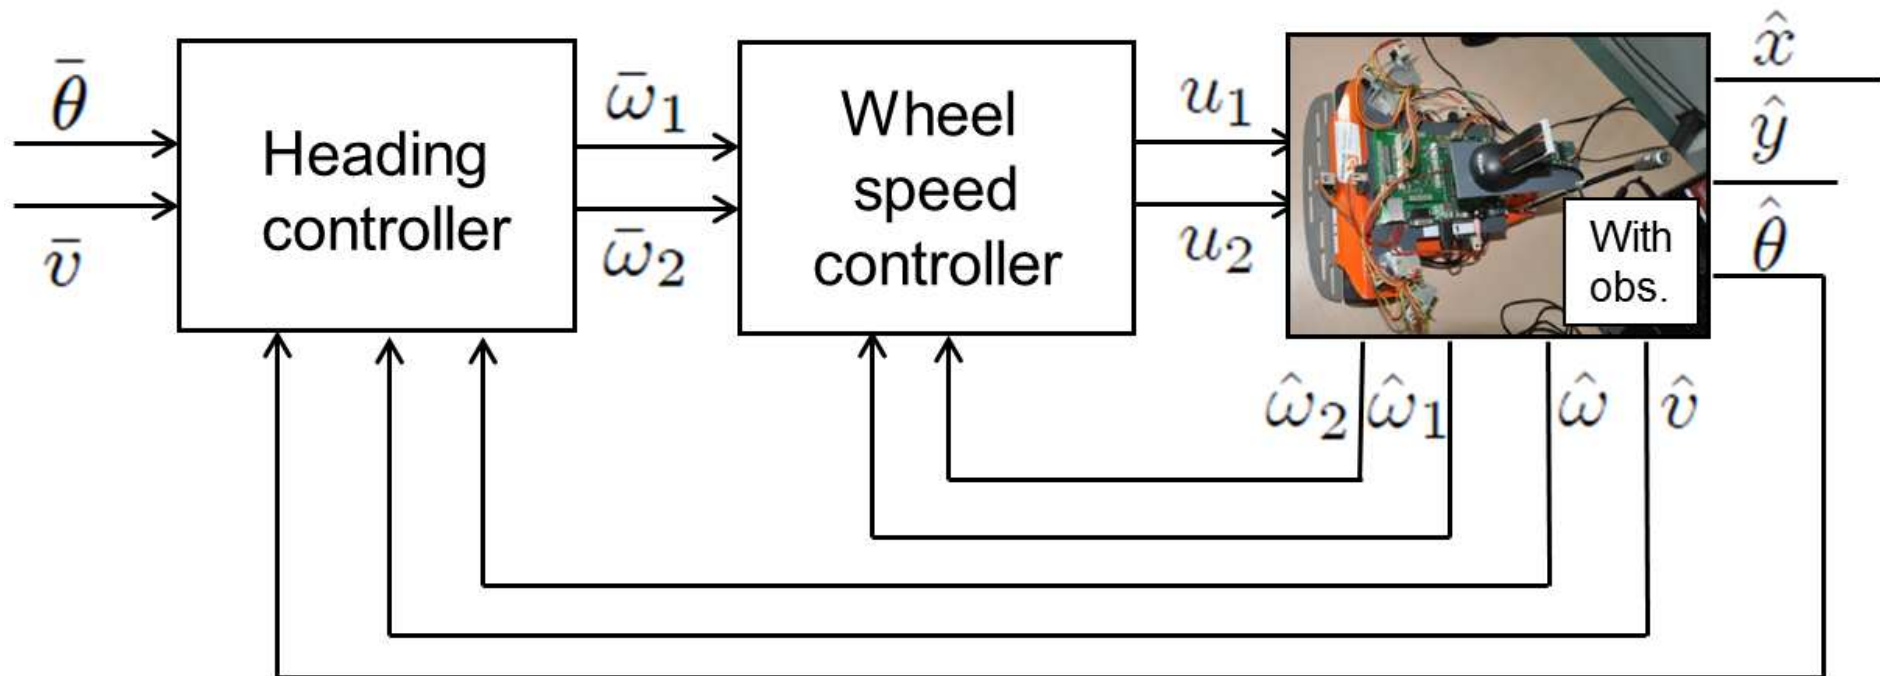 θ̄
v̄
Heading
controller
ω̄₁
ω̄₂
Wheel
speed
controller
u₁
u₂
With
obs.
x̂
ŷ
θ̂
ω̂₂
ω̂₁
ω̂
v̂